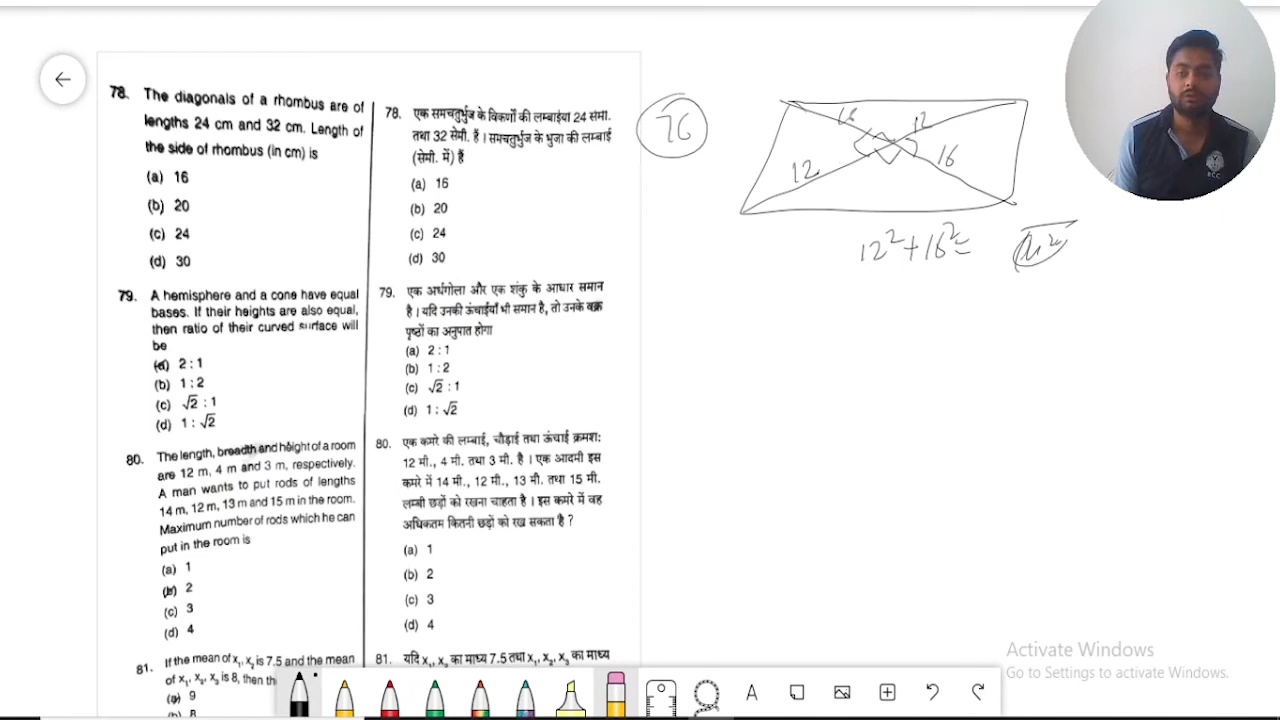 78. The diagonals of a rhombus are of
lengths 24 cm and 32 cm. Length of
the side of rhombus (in cm) is
(a) 16
(b) 20
(c) 24
(d) 30
79. A hemisphere and a cone have equal
bases. If their heights are also equal,
then ratio of their curved surface will
be
(a) 2 : 1
(b) 1 : 2
(c) √2 : 1
(d) 1 : √2
80. The length, breadth and height of a room
are 12 m, 4 m and 3 m, respectively.
A man wants to put rods of lengths
14 m, 12 m, 13 m and 15 m in the room.
Maximum number of rods which he can
put in the room is
(a) 1
(b) 2
(c) 3
(d) 4
81. If the mean of x₁, x₂ is 7.5 and the mean
of x₁, x₂, x₃ is 8, then th
(a) 9
(b) 8
78. एक समचतुर्भुज के विकर्णों की लम्बाईयां 24 सेमी.
तथा 32 सेमी. हैं । समचतुर्भुज के भुजा की लम्बाई
(सेमी. में) हैं
(a) 16
(b) 20
(c) 24
(d) 30
79. एक अर्धगोला और एक शंकु के आधार समान
है । यदि उनकी ऊंचाईयाँ भी समान है, तो उनके वक्र
पृष्ठों का अनुपात होगा
(a) 2 : 1
(b) 1 : 2
(c) √2 : 1
(d) 1 : √2
80. एक कमरे की लम्बाई, चौड़ाई तथा ऊंचाई क्रमश:
12 मी., 4 मी. तथा 3 मी. है । एक आदमी इस
कमरे में 14 मी., 12 मी., 13 मी. तथा 15 मी.
लम्बी छड़ों को रखना चाहता है । इस कमरे में वह
अधिकतम कितनी छड़ों को रख सकता है ?
(a) 1
(b) 2
(c) 3
(d) 4
81. यदि x₁, x₂ का माध्य 7.5 तथा x₁, x₂, x₃ का माध्य
76
16 12
12 16
12² + 16² =
BCC
Activate Windows
Go to Settings to activate Windows.
A